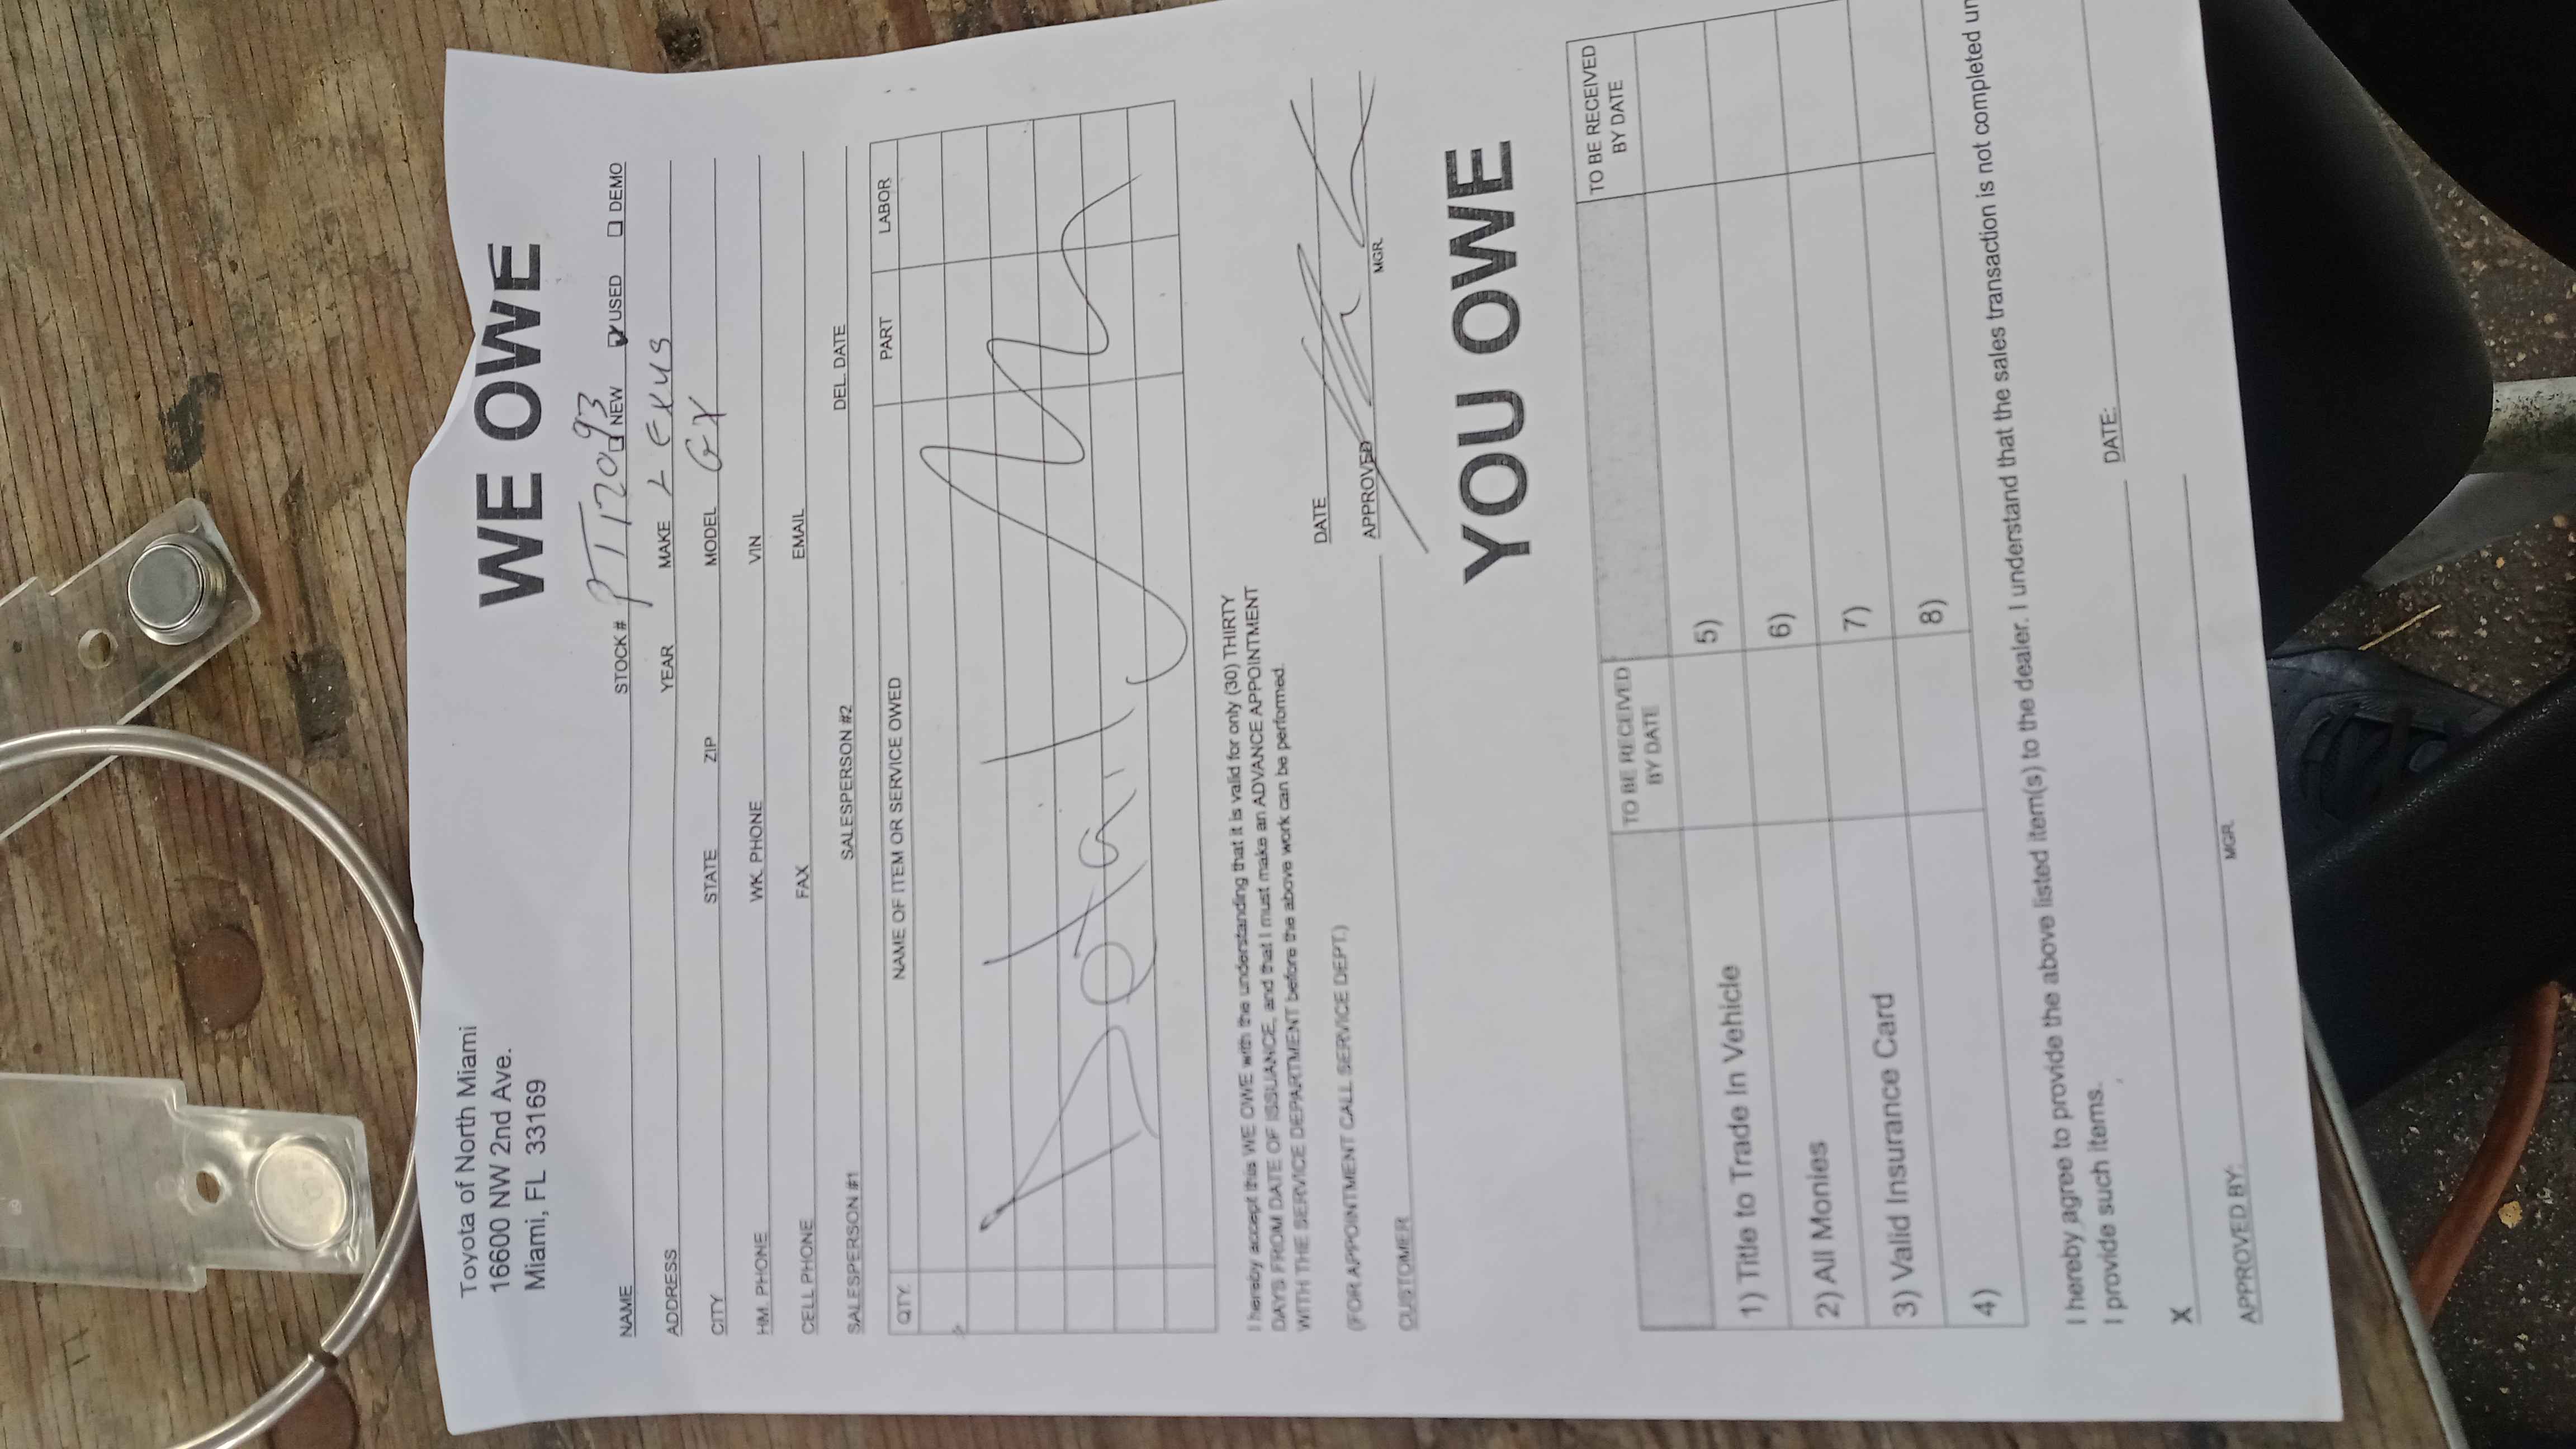 Toyota of North Miami
16600 NW 2nd Ave.
Miami, FL 33169
WE OWE
NAME STOCK # PT12093 ❑ NEW ✓ USED ❑ DEMO
ADDRESS YEAR MAKE LExus
CITY STATE ZIP MODEL GX
HM. PHONE WK. PHONE VIN
CELL PHONE FAX EMAIL
SALESPERSON #1 SALESPERSON #2 DEL. DATE
QTY. NAME OF ITEM OR SERVICE OWED PART LABOR
DETail
I hereby accept this WE OWE with the understanding that it is valid for only (30) THIRTY
DAYS FROM DATE OF ISSUANCE, and that I must make an ADVANCE APPOINTMENT
WITH THE SERVICE DEPARTMENT before the above work can be performed.
DATE
(FOR APPOINTMENT CALL SERVICE DEPT.)
CUSTOMER APPROVED
MGR.
YOU OWE
TO BE RECEIVED BY DATE TO BE RECEIVED BY DATE
1) Title to Trade In Vehicle 5)
2) All Monies 6)
3) Valid Insurance Card 7)
4) 8)
I hereby agree to provide the above listed item(s) to the dealer. I understand that the sales transaction is not completed un
I provide such items.
X DATE:
APPROVED BY:
MGR.